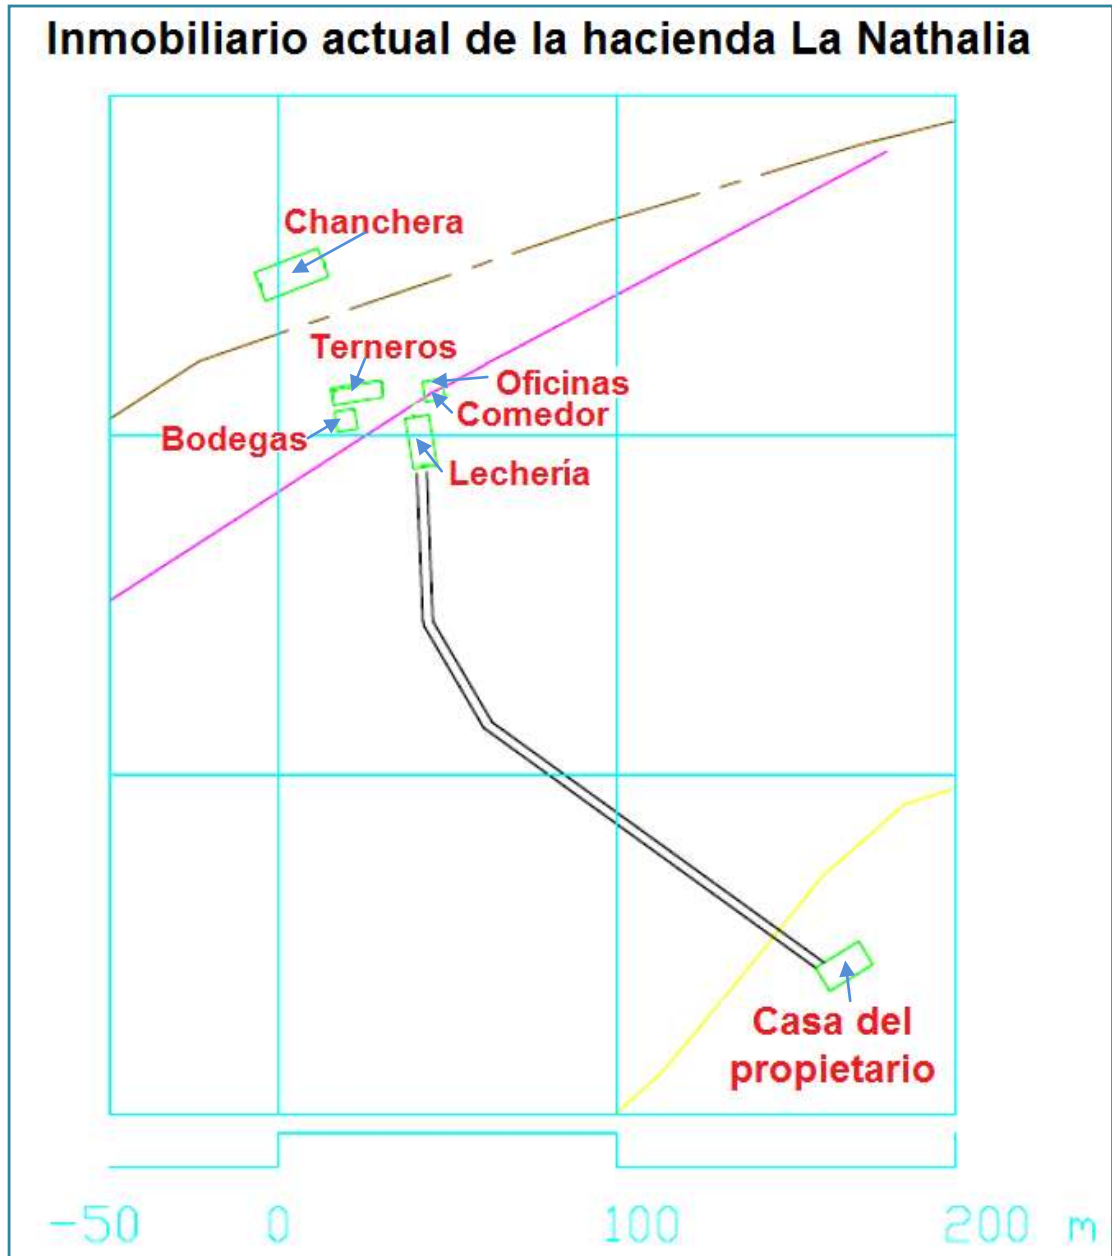 Inmobiliario actual de la hacienda La Nathalia
Chanchera
Terneros
Oficinas
Comedor
Bodegas
Lechería
Casa del
propietario
-50 0 100 200 m